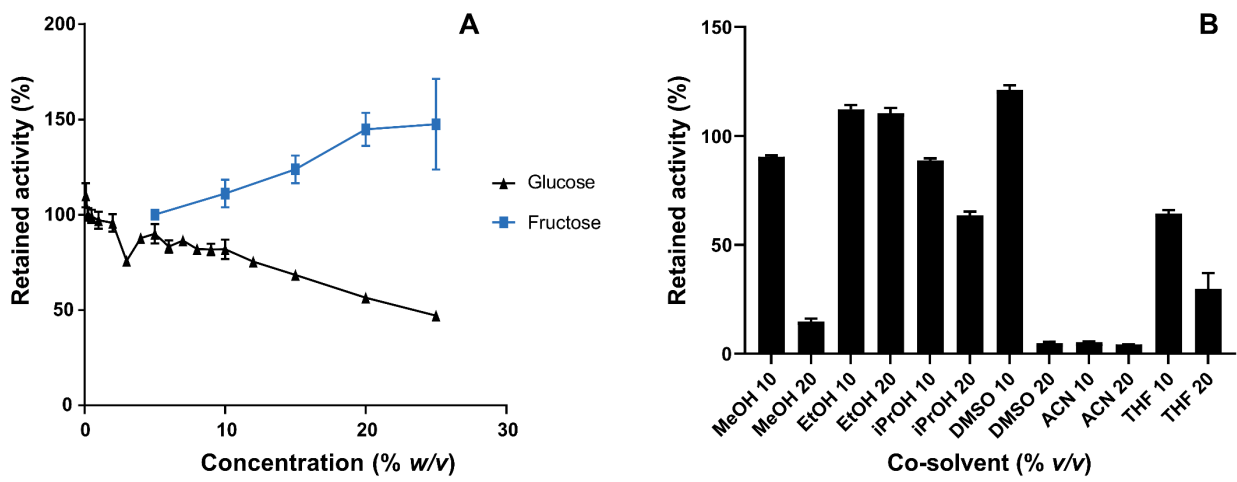 A
Retained activity (%)
200
150
100
50
0
0
10
20
30
Concentration (% w/v)
Glucose
Fructose
B
Retained activity (%)
150
100
50
0
MeOH 10
MeOH 20
EtOH 10
EtOH 20
iPrOH 10
iPrOH 20
DMSO 10
DMSO 20
ACN 10
ACN 20
THF 10
THF 20
Co-solvent (% v/v)